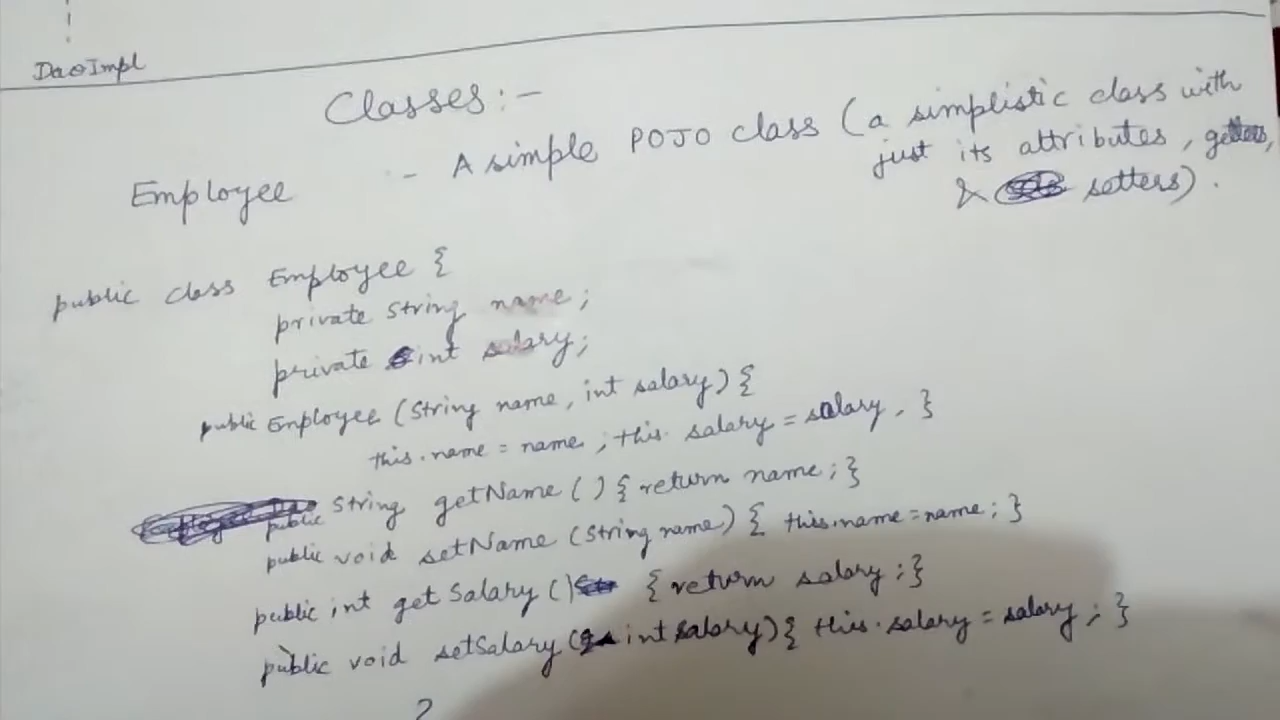 DaoImpl
Classes :-
Employee - A simple POJO class (a simplistic class with
just its attributes, getters,
& setters).
public class Employee {
private String name;
private int salary;
public Employee (String name, int salary) {
this.name = name ; this. salary = salary. }
public String getName () { return name ; }
public void setName (String name) { this.name = name ; }
public int get Salary () { return salary ; }
public void setSalary (int salary) { this.salary = salary ; }
}